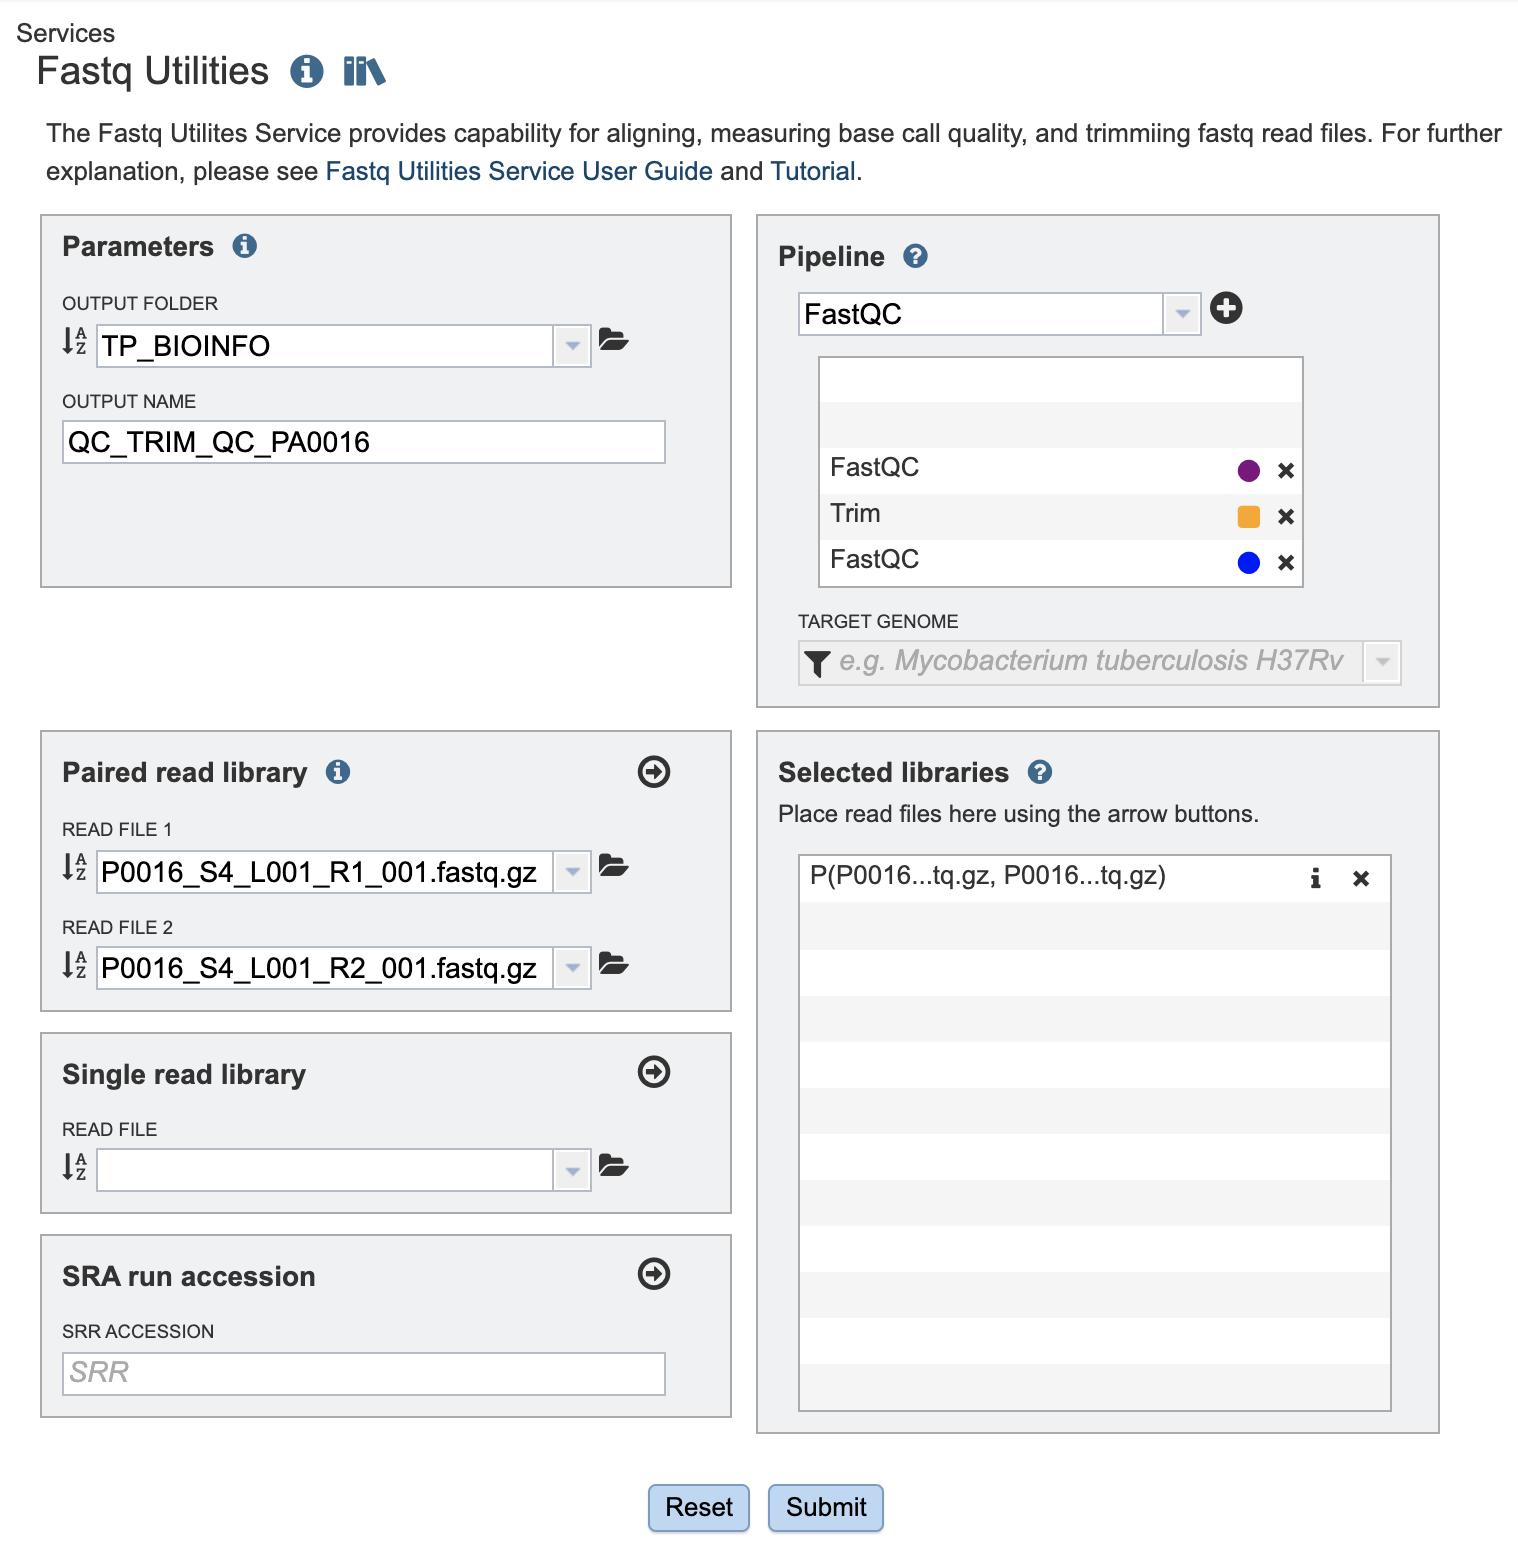 Services
Fastq Utilities
The Fastq Utilites Service provides capability for aligning, measuring base call quality, and trimmiing fastq read files. For further
explanation, please see Fastq Utilities Service User Guide and Tutorial.
Parameters
OUTPUT FOLDER
TP_BIOINFO
OUTPUT NAME
QC_TRIM_QC_PA0016
Pipeline
FastQC
FastQC
Trim
FastQC
TARGET GENOME
e.g. Mycobacterium tuberculosis H37Rv
Paired read library
READ FILE 1
P0016_S4_L001_R1_001.fastq.gz
READ FILE 2
P0016_S4_L001_R2_001.fastq.gz
Single read library
READ FILE
SRA run accession
SRR ACCESSION
SRR
Selected libraries
Place read files here using the arrow buttons.
P(P0016...tq.gz, P0016...tq.gz)
Reset
Submit